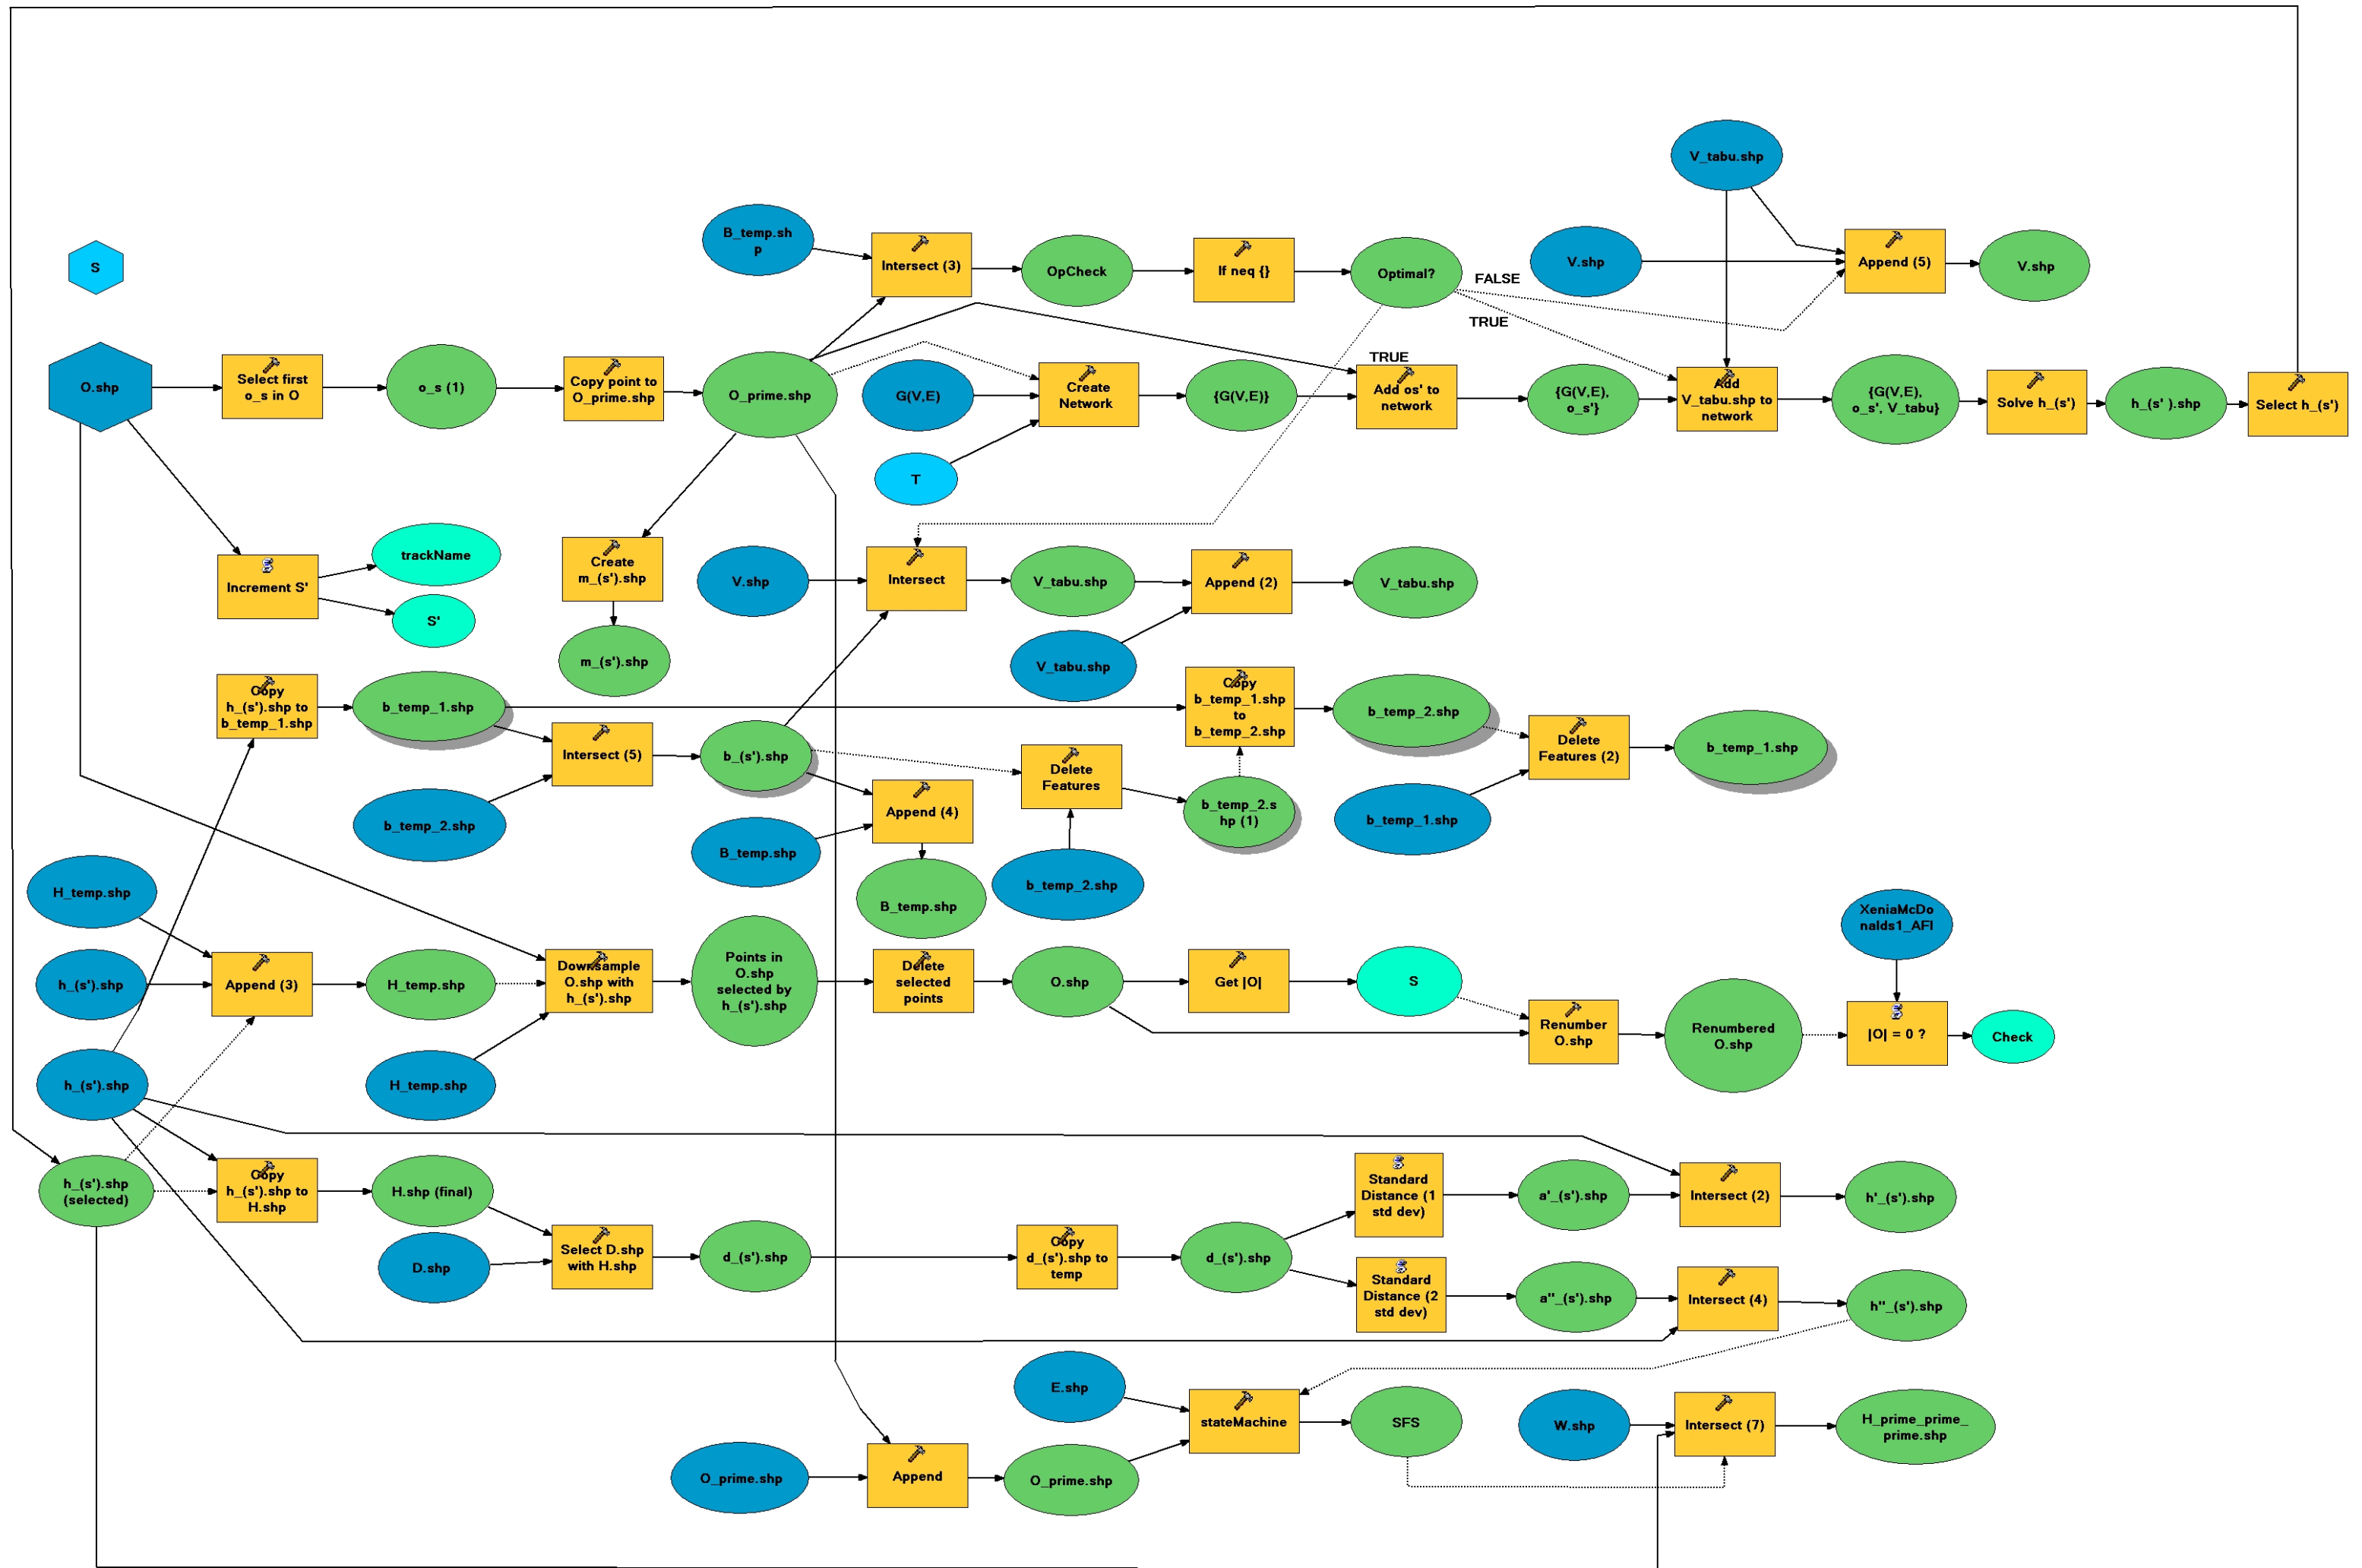 V_tabu.shp
B_temp.sh
p
Intersect (3)
OpCheck
If neq {}
Optimal?
FALSE
TRUE
V.shp
Append (5)
V.shp
S
O.shp
Select first
o_s in O
o_s (1)
Copy point to
O_prime.shp
O_prime.shp
G(V,E)
Create
Network
{G(V,E)}
TRUE
Add os' to
network
{G(V,E),
o_s'}
Add
V_tabu.shp to
network
{G(V,E),
o_s', V_tabu}
Solve h_(s')
h_(s' ).shp
Select h_(s')
T
Increment S'
trackName
S'
Create
m_(s').shp
m_(s').shp
V.shp
Intersect
V_tabu.shp
Append (2)
V_tabu.shp
V_tabu.shp
Copy
h_(s').shp to
b_temp_1.shp
b_temp_1.shp
Intersect (5)
b_temp_2.shp
b_(s').shp
Append (4)
B_temp.shp
B_temp.shp
Delete
Features
b_temp_2.shp
b_temp_2.s
hp (1)
Copy
b_temp_1.shp
to
b_temp_2.shp
b_temp_2.shp
Delete
Features (2)
b_temp_1.shp
b_temp_1.shp
H_temp.shp
h_(s').shp
Append (3)
H_temp.shp
H_temp.shp
Downsample
O.shp with
h_(s').shp
Points in
O.shp
selected by
h_(s').shp
Delete
selected
points
O.shp
Get |O|
S
Renumber
O.shp
Renumbered
O.shp
XeniaMcDo
nalds1_AFI
|O| = 0 ?
Check
h_(s').shp
h_(s').shp
(selected)
Copy
h_(s').shp to
H.shp
H.shp (final)
D.shp
Select D.shp
with H.shp
d_(s').shp
Copy
d_(s').shp to
temp
d_(s').shp
Standard
Distance (1
std dev)
a'_(s').shp
Intersect (2)
h'_(s').shp
Standard
Distance (2
std dev)
a''_(s').shp
Intersect (4)
h''_(s').shp
E.shp
stateMachine
SFS
W.shp
Intersect (7)
H_prime_prime_
prime.shp
O_prime.shp
Append
O_prime.shp